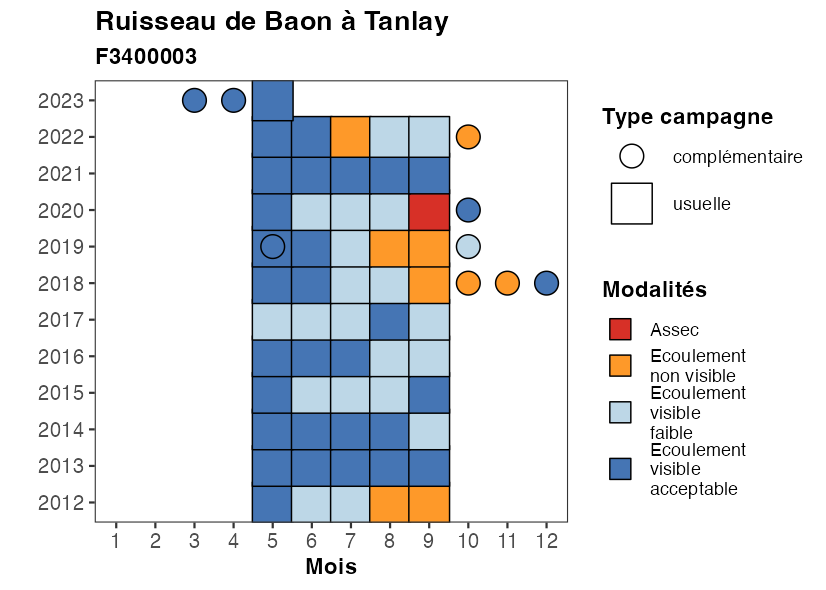 Ruisseau de Baon à Tanlay
F3400003
2023
2022
2021
2020
2019
2018
2017
2016
2015
2014
2013
2012
1 2 3 4 5 6 7 8 9 10 11 12
Mois
Type campagne
complémentaire
usuelle
Modalités
Assec
Ecoulement
non visible
Ecoulement
visible
faible
Ecoulement
visible
acceptable